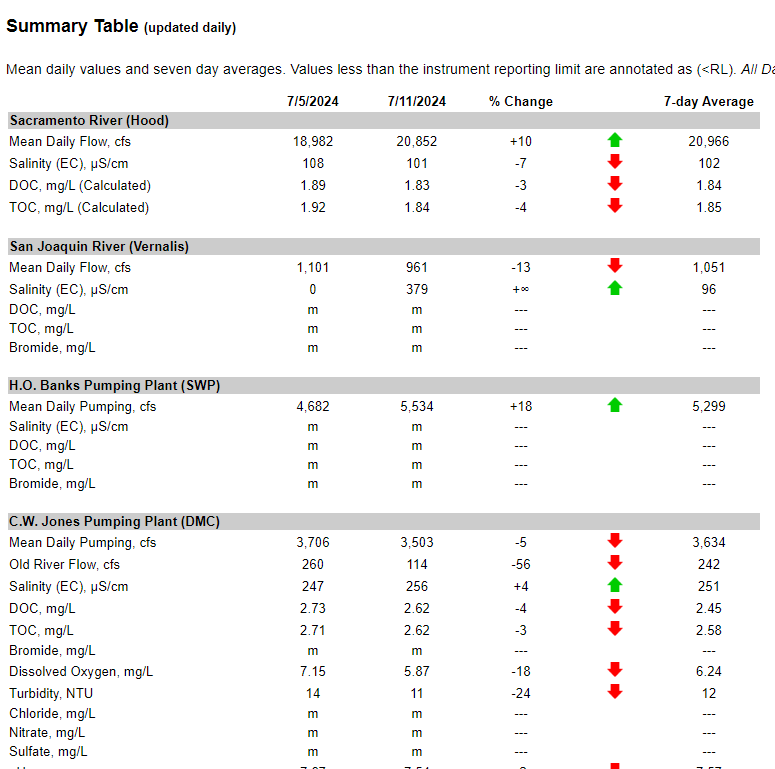 Summary Table (updated daily)
Mean daily values and seven day averages. Values less than the instrument reporting limit are annotated as (<RL). All Da
7/5/2024 7/11/2024 % Change 7-day Average
Sacramento River (Hood)
Mean Daily Flow, cfs 18,982 20,852 +10 20,966
Salinity (EC), µS/cm 108 101 -7 102
DOC, mg/L (Calculated) 1.89 1.83 -3 1.84
TOC, mg/L (Calculated) 1.92 1.84 -4 1.85
San Joaquin River (Vernalis)
Mean Daily Flow, cfs 1,101 961 -13 1,051
Salinity (EC), µS/cm 0 379 +∞ 96
DOC, mg/L m m --- ---
TOC, mg/L m m --- ---
Bromide, mg/L m m --- ---
H.O. Banks Pumping Plant (SWP)
Mean Daily Pumping, cfs 4,682 5,534 +18 5,299
Salinity (EC), µS/cm m m --- ---
DOC, mg/L m m --- ---
TOC, mg/L m m --- ---
Bromide, mg/L m m --- ---
C.W. Jones Pumping Plant (DMC)
Mean Daily Pumping, cfs 3,706 3,503 -5 3,634
Old River Flow, cfs 260 114 -56 242
Salinity (EC), µS/cm 247 256 +4 251
DOC, mg/L 2.73 2.62 -4 2.45
TOC, mg/L 2.71 2.62 -3 2.58
Bromide, mg/L m m --- ---
Dissolved Oxygen, mg/L 7.15 5.87 -18 6.24
Turbidity, NTU 14 11 -24 12
Chloride, mg/L m m --- ---
Nitrate, mg/L m m --- ---
Sulfate, mg/L m m --- ---